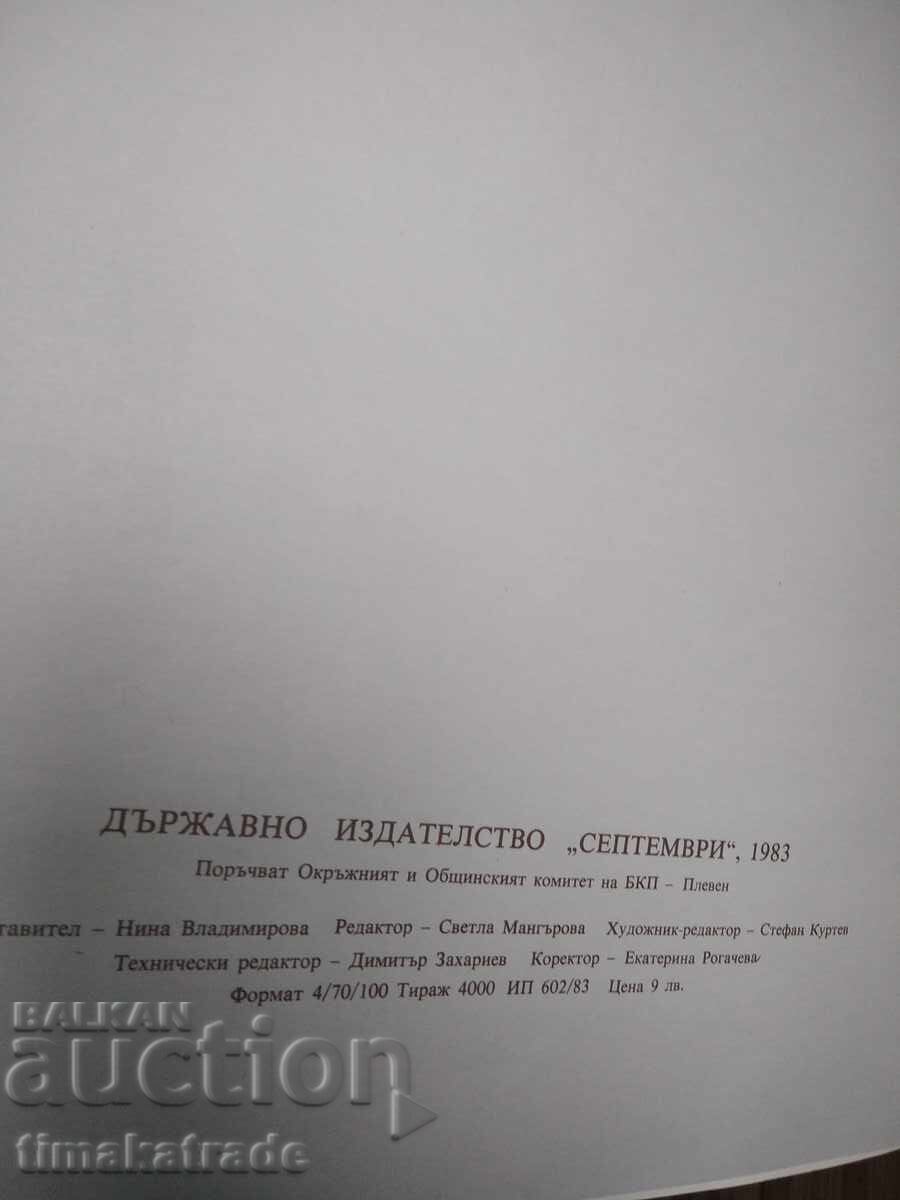 ДЪРЖАВНО ИЗДАТЕЛСТВО „СЕПТЕМВРИ“, 1983
Поръчват Окръжният и Общинският комитет на БКП – Плевен
тавител – Нина Владимирова Редактор – Светла Мангърова Художник-редактор – Стефан Куртев
Технически редактор – Димитър Захариев Коректор – Екатерина Рогачева
Формат 4/70/100 Тираж 4000 ИП 602/83 Цена 9 лв.
BALKAN
auction
timakatrade